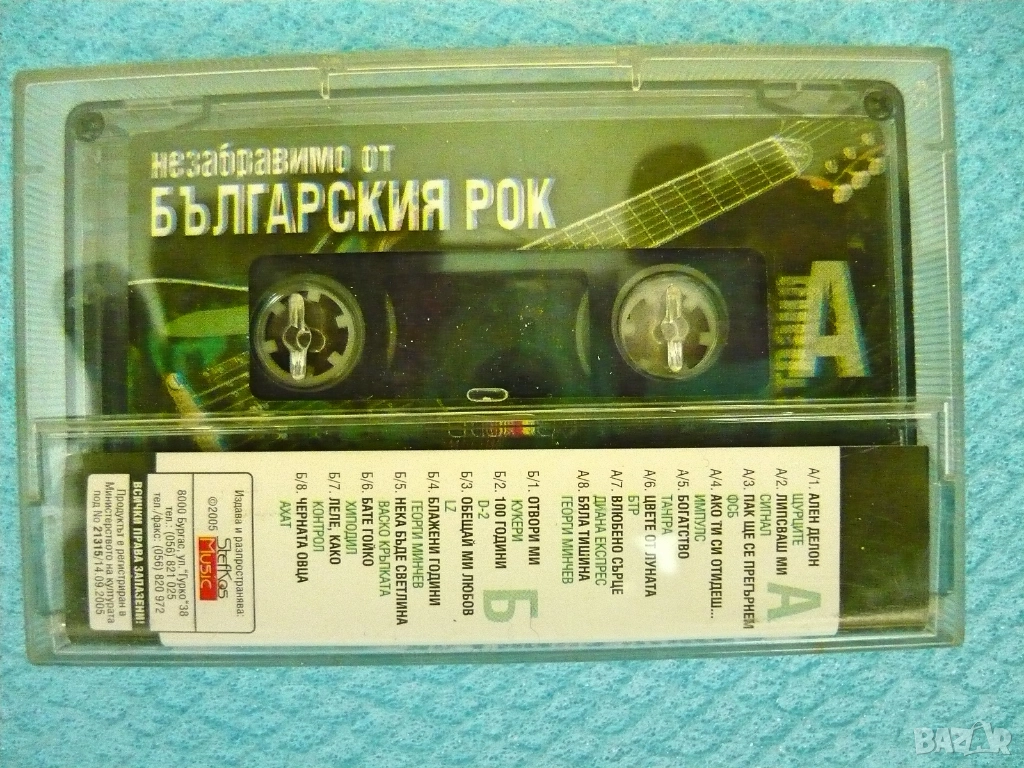 незабравимо от
БЪЛГАРСКИЯ РОК
А
А
А/1. АЛЕН ДЕЛОН
ЩУРЦИТЕ
А/2. ЛИПСВАШ МИ
СИГНАЛ
А/3. ПАК ЩЕ СЕ ПРЕГЪРНЕМ
ФСБ
А/4. АКО ТИ СИ ОТИДЕШ...
ИМПУЛС
А/5. БОГАТСТВО
ТАНГРА
А/6. ЦВЕТЕ ОТ ЛУНАТА
БТР
А/7. ВЛЮБЕНО СЪРЦЕ
ДИАНА ЕКСПРЕС
А/8. БЯЛА ТИШИНА
ГЕОРГИ МИНЧЕВ
Б
Б/1. ОТВОРИ МИ
КУКЕРИ
Б/2. 100 ГОДИНИ
D-2
Б/3. ОБЕЩАЙ МИ ЛЮБОВ
LZ
Б/4. БЛАЖЕНИ ГОДИНИ
ГЕОРГИ МИНЧЕВ
Б/5. НЕКА БЪДЕ СВЕТЛИНА
ВАСКО КРЪПКАТА
Б/6. БАТЕ ГОЙКО
ХИПОДИЛ
Б/7. ЛЕЛЕ, КАКО
КОНТРОЛ
Б/8. ЧЕРНАТА ОВЦА
АХАТ
Издава и разпространява:
©2005 Stefkos Music
8000 Бургас, ул."Гурко"38
тел.: (056) 821 025
тел./факс: (056) 820 972
ВСИЧКИ ПРАВА ЗАПАЗЕНИ!
Продуктът е регистриран в
Министерството на културата
под No 21315/14.09.2005
BAZAR